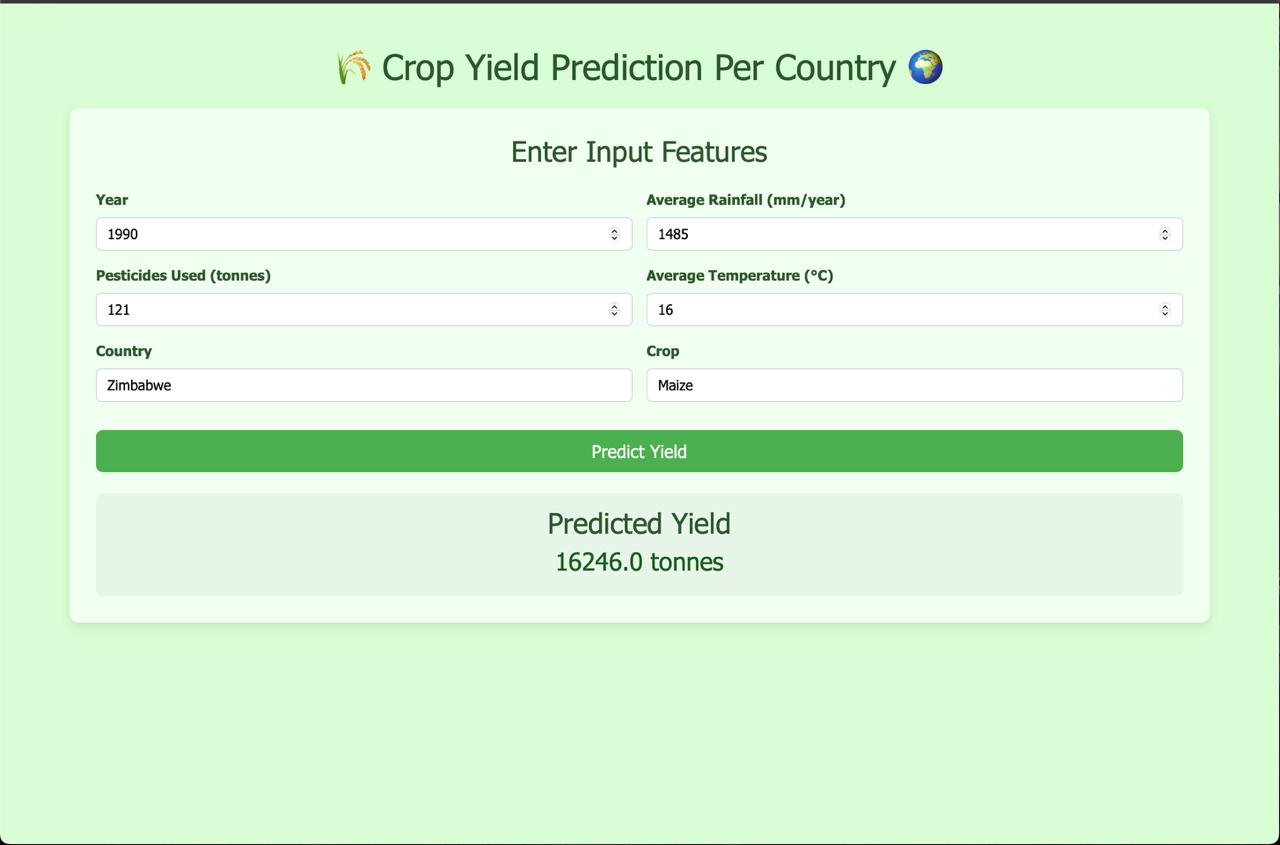 🌾 Crop Yield Prediction Per Country 🌍
Enter Input Features
Year
Average Rainfall (mm/year)
1990
1485
Pesticides Used (tonnes)
Average Temperature (°C)
121
16
Country
Crop
Zimbabwe
Maize
Predict Yield
Predicted Yield
16246.0 tonnes